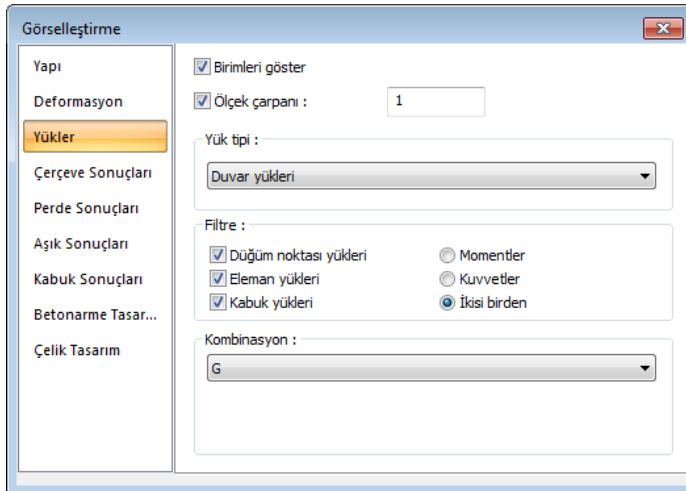 Görselleştirme
Yapı
Deformasyon
Yükler
Çerçeve Sonuçları
Perde Sonuçları
Aşık Sonuçları
Kabuk Sonuçları
Betonarme Tasar...
Çelik Tasarım
Birimleri göster
Ölçek çarpanı : 1
Yük tipi :
Duvar yükleri
Filtre :
Düğüm noktası yükleri Momentler
Eleman yükleri Kuvvetler
Kabuk yükleri İkisi birden
Kombinasyon :
G